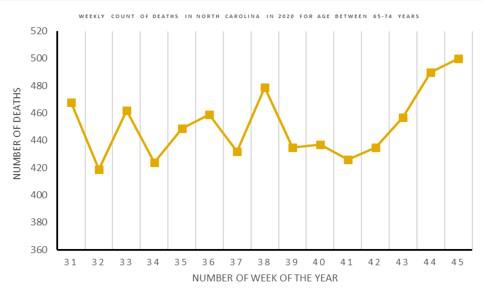 WEEKLY COUNT OF DEATHS IN NORTH CAROLINA IN 2020 FOR AGE BETWEEN 65-74 YEARS
520
500
480
460
440
420
400
380
360
NUMBER OF DEATHS
31 32 33 34 35 36 37 38 39 40 41 42 43 44 45
NUMBER OF WEEK OF THE YEAR